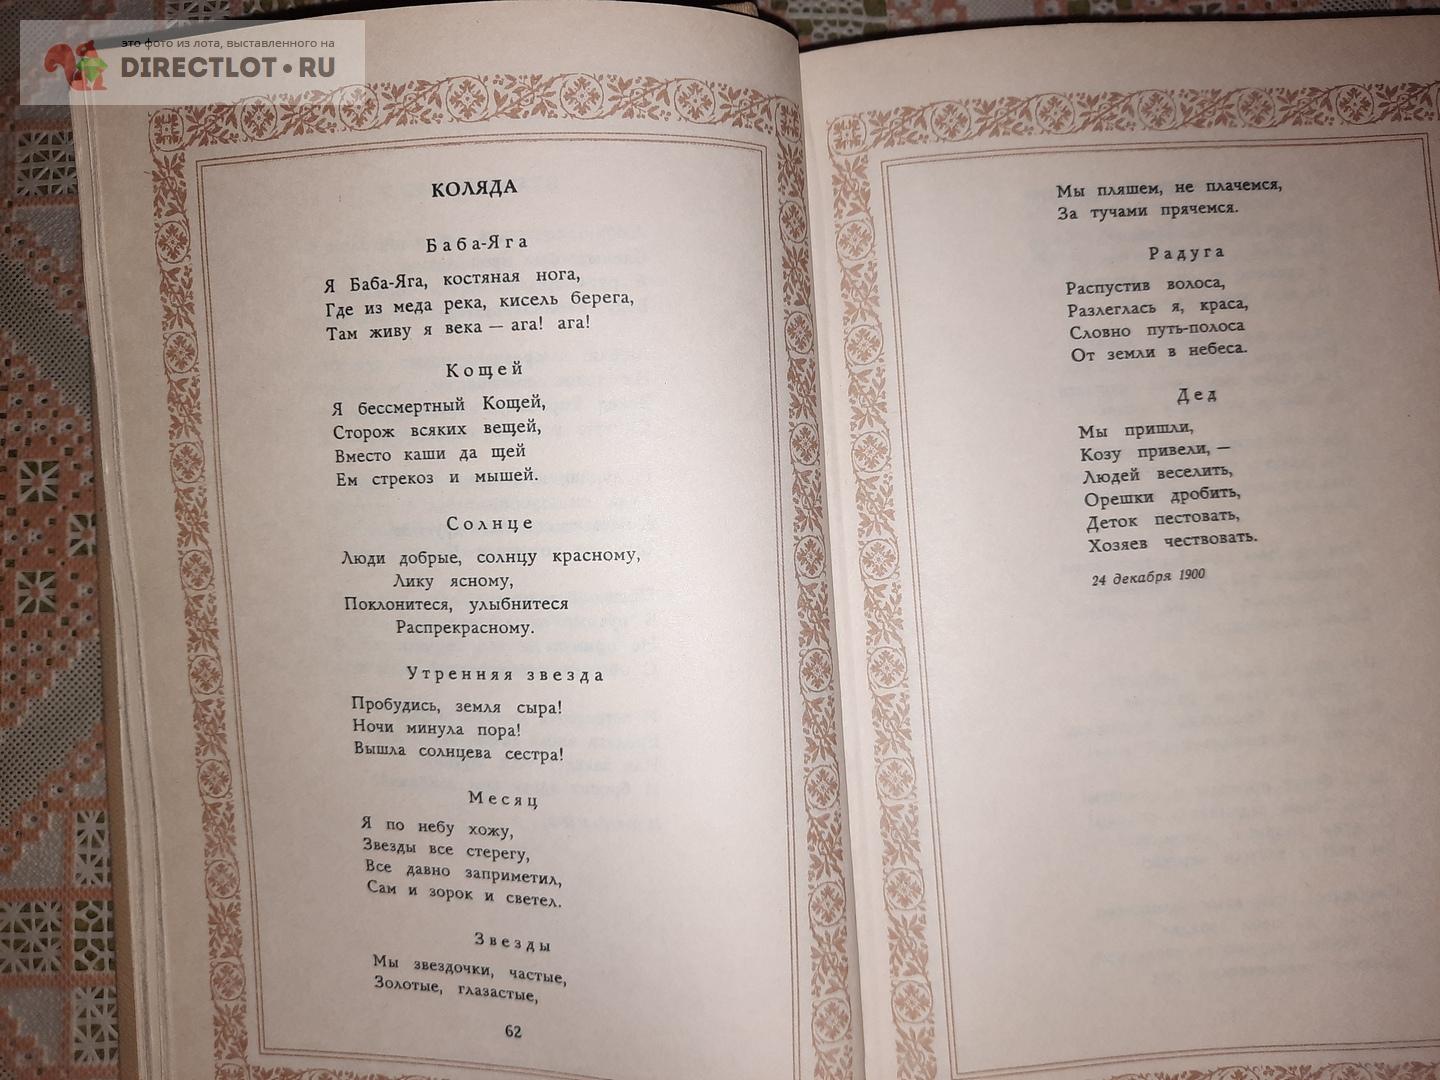 это фото из лота, выставленного на
DIRECTLOT•RU
КОЛЯДА
Баба-Яга
Я Баба-Яга, костяная нога,
Где из меда река, кисель берега,
Там живу я века — ага! ага!
Кощей
Я бессмертный Кощей,
Сторож всяких вещей,
Вместо каши да щей
Ем стрекоз и мышей.
Солнце
Люди добрые, солнцу красному,
Лику ясному,
Поклонитеся, улыбнитеся
Распрекрасному.
Утренняя звезда
Пробудись, земля сыра!
Ночи минула пора!
Вышла солнцева сестра!
Месяц
Я по небу хожу,
Звезды все стерегу,
Все давно заприметил,
Сам и зорок и светел.
Звезды
Мы звездочки, частые,
Золотые, глазастые,
62
Мы пляшем, не плачемся,
За тучами прячемся.
Радуга
Распустив волоса,
Разлеглась я, краса,
Словно путь-полоса
От земли в небеса.
Дед
Мы пришли,
Козу привели, —
Людей веселить,
Орешки дробить,
Деток пестовать,
Хозяев чествовать.
24 декабря 1900